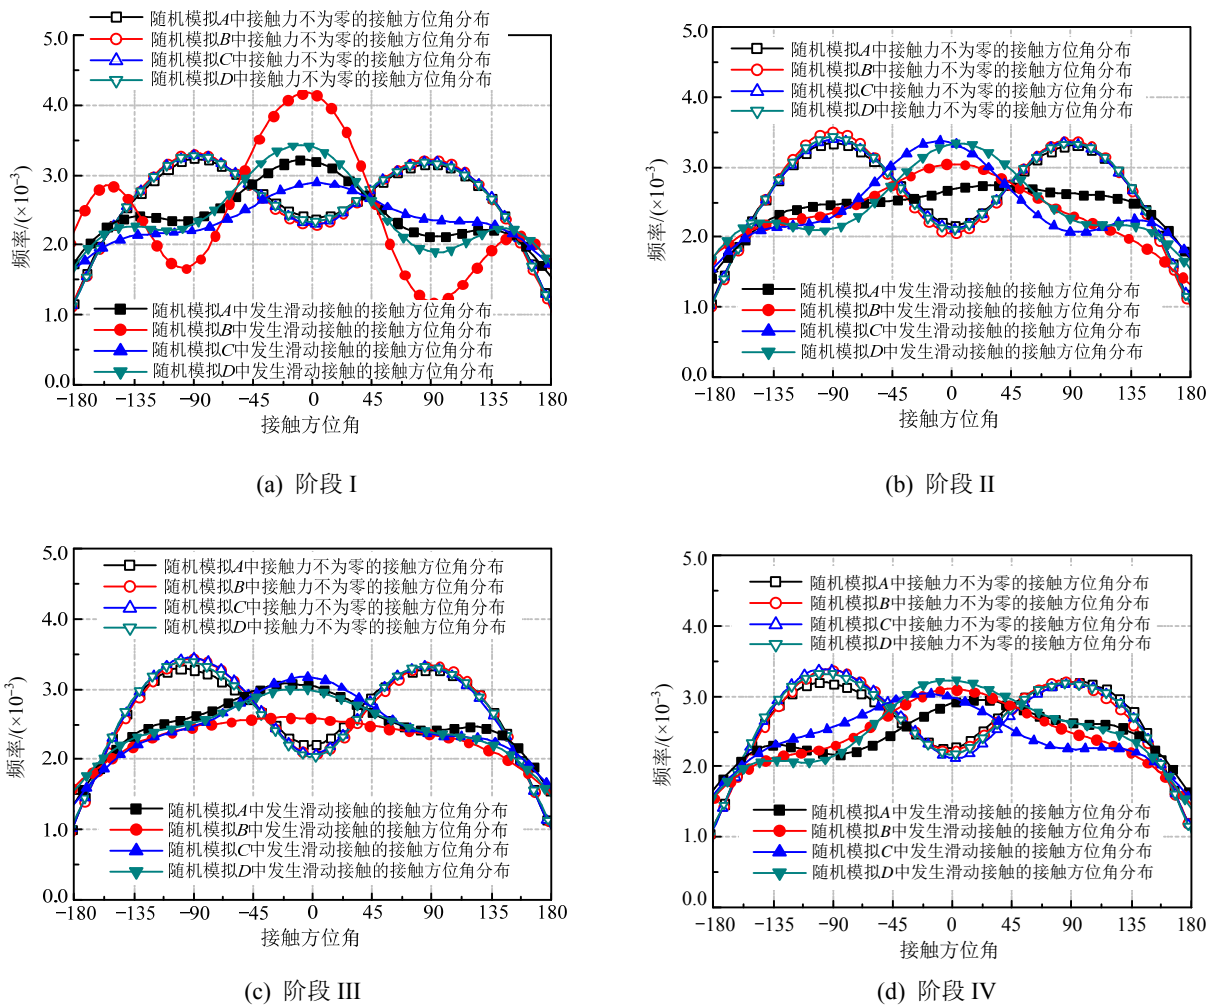 (a)
随机模拟A中接触力不为零的接触方位角分布
随机模拟B中接触力不为零的接触方位角分布
随机模拟C中接触力不为零的接触方位角分布
随机模拟D中接触力不为零的接触方位角分布
5.0
4.0
3.0
2.0
1.0
0.0
频率/(×10⁻³)
随机模拟A中发生滑动接触的接触方位角分布
随机模拟B中发生滑动接触的接触方位角分布
随机模拟C中发生滑动接触的接触方位角分布
随机模拟D中发生滑动接触的接触方位角分布
−180 −135 −90 −45 0 45 90 135 180
接触方位角
(a) 阶段 I
(b)
随机模拟A中接触力不为零的接触方位角分布
随机模拟B中接触力不为零的接触方位角分布
随机模拟C中接触力不为零的接触方位角分布
随机模拟D中接触力不为零的接触方位角分布
5.0
4.0
3.0
2.0
1.0
0.0
频率/(×10⁻³)
随机模拟A中发生滑动接触的接触方位角分布
随机模拟B中发生滑动接触的接触方位角分布
随机模拟C中发生滑动接触的接触方位角分布
随机模拟D中发生滑动接触的接触方位角分布
−180 −135 −90 −45 0 45 90 135 180
接触方位角
(b) 阶段 II
(c)
随机模拟A中接触力不为零的接触方位角分布
随机模拟B中接触力不为零的接触方位角分布
随机模拟C中接触力不为零的接触方位角分布
随机模拟D中接触力不为零的接触方位角分布
5.0
4.0
3.0
2.0
1.0
0.0
频率/(×10⁻³)
随机模拟A中发生滑动接触的接触方位角分布
随机模拟B中发生滑动接触的接触方位角分布
随机模拟C中发生滑动接触的接触方位角分布
随机模拟D中发生滑动接触的接触方位角分布
−180 −135 −90 −45 0 45 90 135 180
接触方位角
(c) 阶段 III
(d)
随机模拟A中接触力不为零的接触方位角分布
随机模拟B中接触力不为零的接触方位角分布
随机模拟C中接触力不为零的接触方位角分布
随机模拟D中接触力不为零的接触方位角分布
5.0
4.0
3.0
2.0
1.0
0.0
频率/(×10⁻³)
随机模拟A中发生滑动接触的接触方位角分布
随机模拟B中发生滑动接触的接触方位角分布
随机模拟C中发生滑动接触的接触方位角分布
随机模拟D中发生滑动接触的接触方位角分布
−180 −135 −90 −45 0 45 90 135 180
接触方位角
(d) 阶段 IV